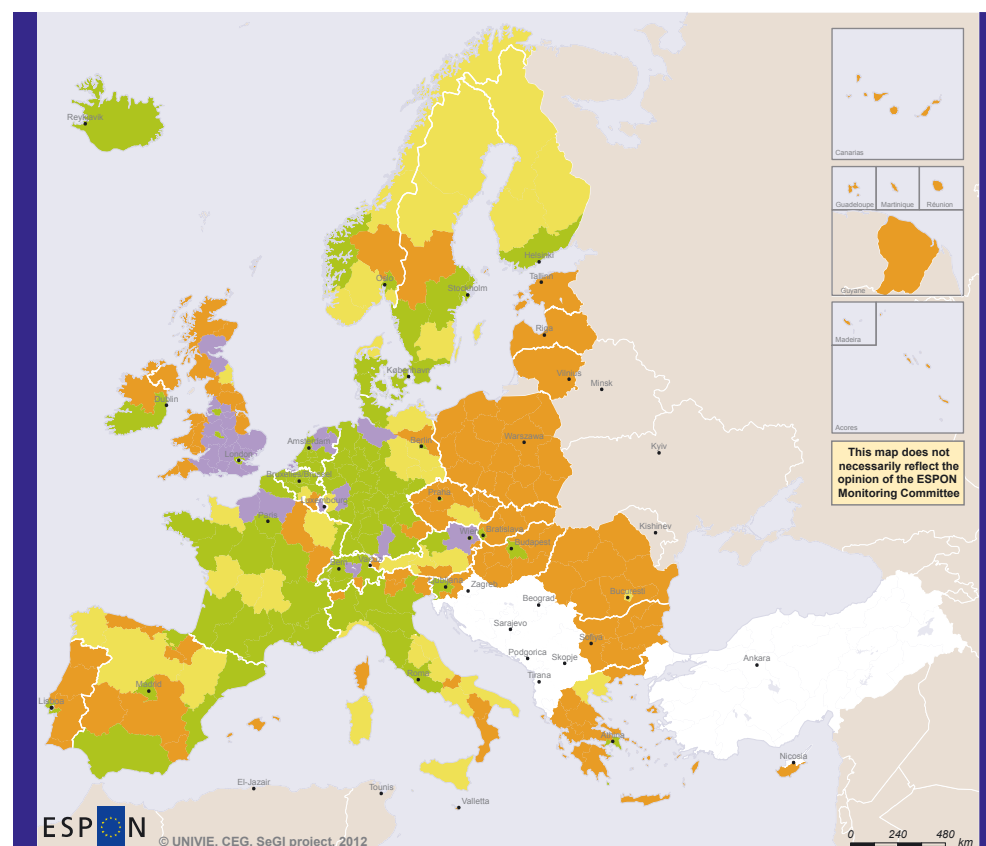 Reykjavik
Canarias
Guadeloupe
Martinique
Réunion
Guyane
Madeira
Acores
Helsinki
Oslo
Tallinn
Stockholm
Riga
København
Vilnius
Minsk
Dublin
Amsterdam
Berlin
Warszawa
London
Kyiv
Bruxelles/Brussel
This map does not
necessarily reflect the
opinion of the ESPON
Monitoring Committee
Luxembourg
Praha
Paris
Wien
Bratislava
Kishinev
Budapest
Bern
Vaduz
Ljubljana
Zagreb
Beograd
Bucuresti
Sarajevo
Sofiya
Podgorica
Skopje
Ankara
Roma
Tirana
Madrid
Lisboa
Athina
Nicosia
El-Jazair
Tounis
Valletta
ESPON
© UNIVIE, CEG, SeGI project, 2012
0 240 480
km